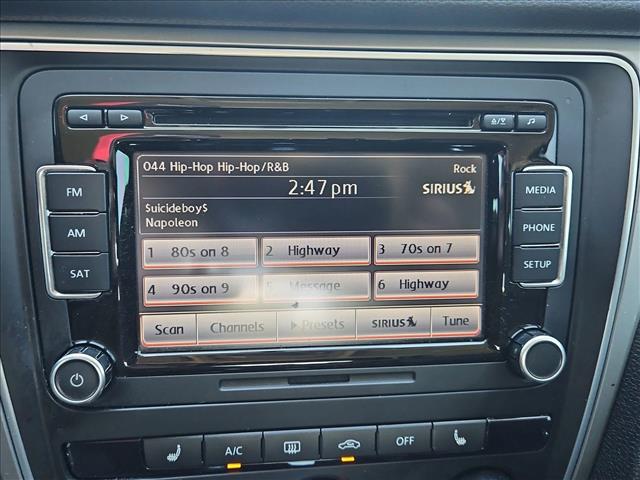 044 Hip-Hop Hip-Hop/R&B Rock
2:47 pm SIRIUS
$uicideboy$
Napoleon
FM
AM
SAT
MEDIA
PHONE
SETUP
1 80s on 8 2 Highway 3 70s on 7
4 90s on 9 5 Message 6 Highway
Scan Channels Presets SIRIUS Tune
A/C OFF